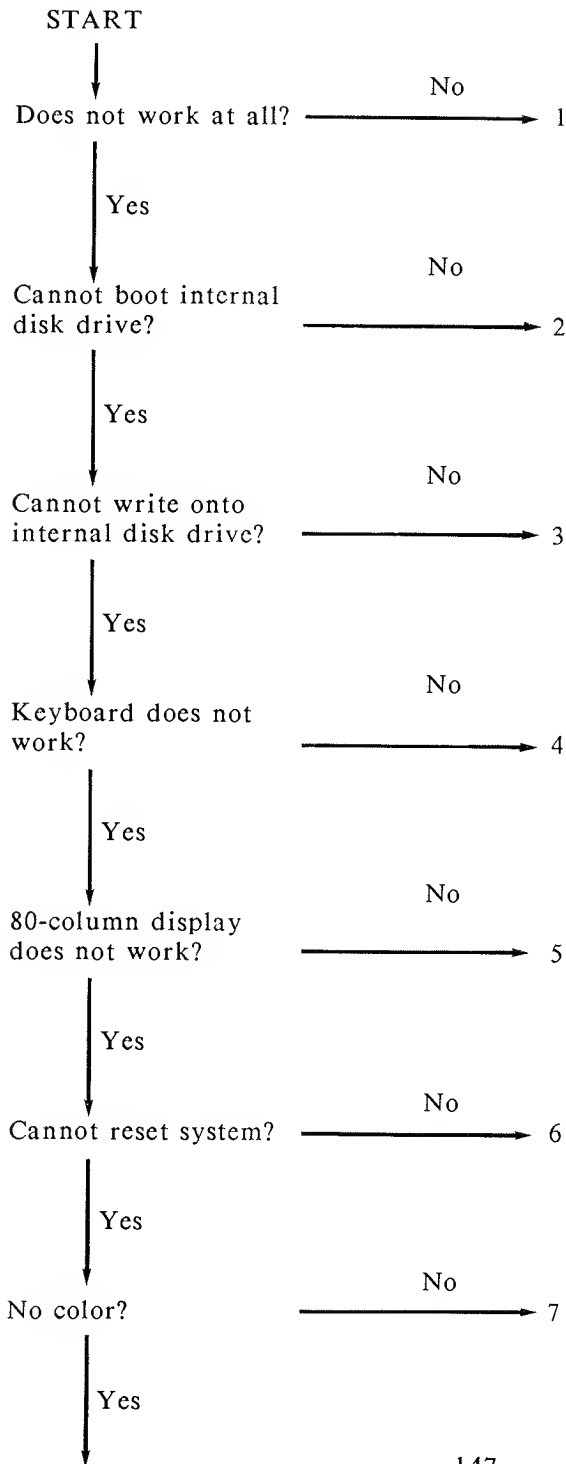 START
No
Does not work at all?
1
Yes
No
Cannot boot internal
disk drive?
2
Yes
No
Cannot write onto
internal disk drive?
3
Yes
No
Keyboard does not
work?
4
Yes
No
80-column display
does not work?
5
Yes
No
Cannot reset system?
6
Yes
No
No color?
7
Yes
147